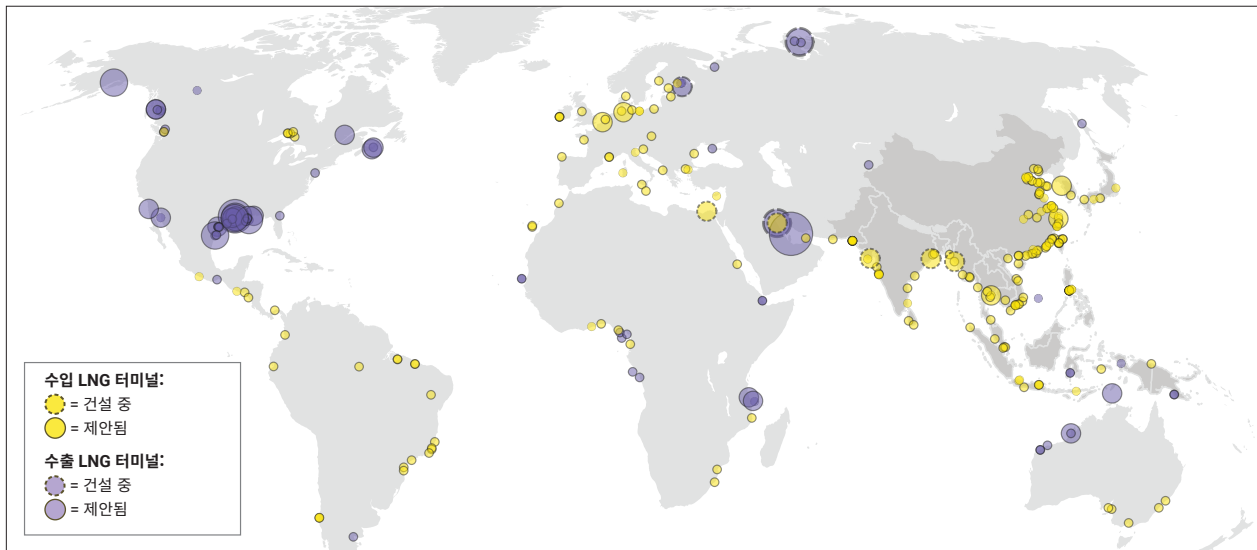 수입 LNG 터미널:
= 건설 중
= 제안됨
수출 LNG 터미널:
= 건설 중
= 제안됨